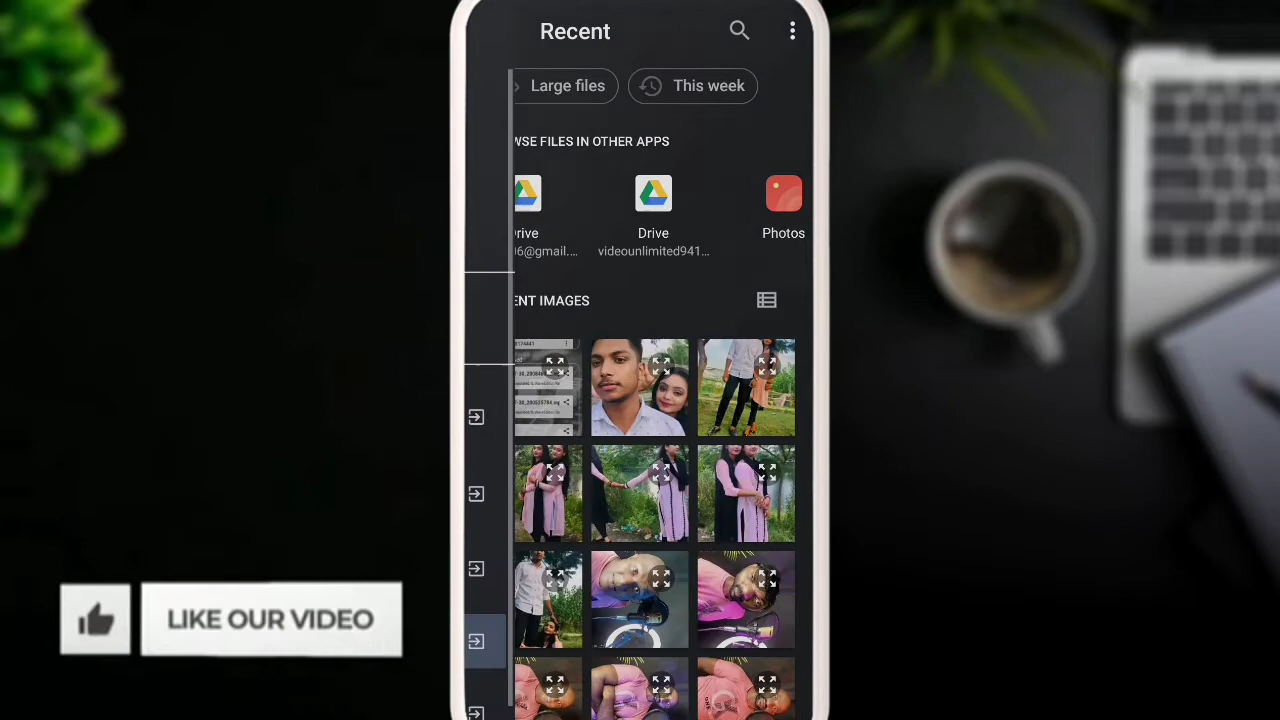 Recent
Large files
This week
WSE FILES IN OTHER APPS
rive
Drive
Photos
06@gmail....
videounlimited941...
ENT IMAGES
LIKE OUR VIDEO